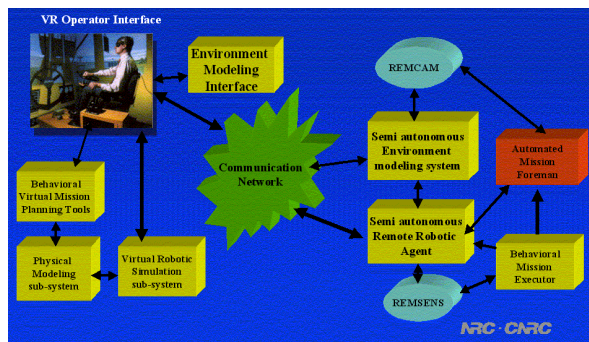 VR Operator Interface
Environment
Modeling
Interface
REMCAM
Semi autonomous
Environment
modeling system
Automated
Mission
Foreman
Communication
Network
Behavioral
Virtual Mission
Planning Tools
Semi autonomous
Remote Robotic
Agent
Physical
Modeling
sub-system
Virtual Robotic
Simulation
sub-system
Behavioral
Mission
Executor
REMSENS
NRC · CNRC